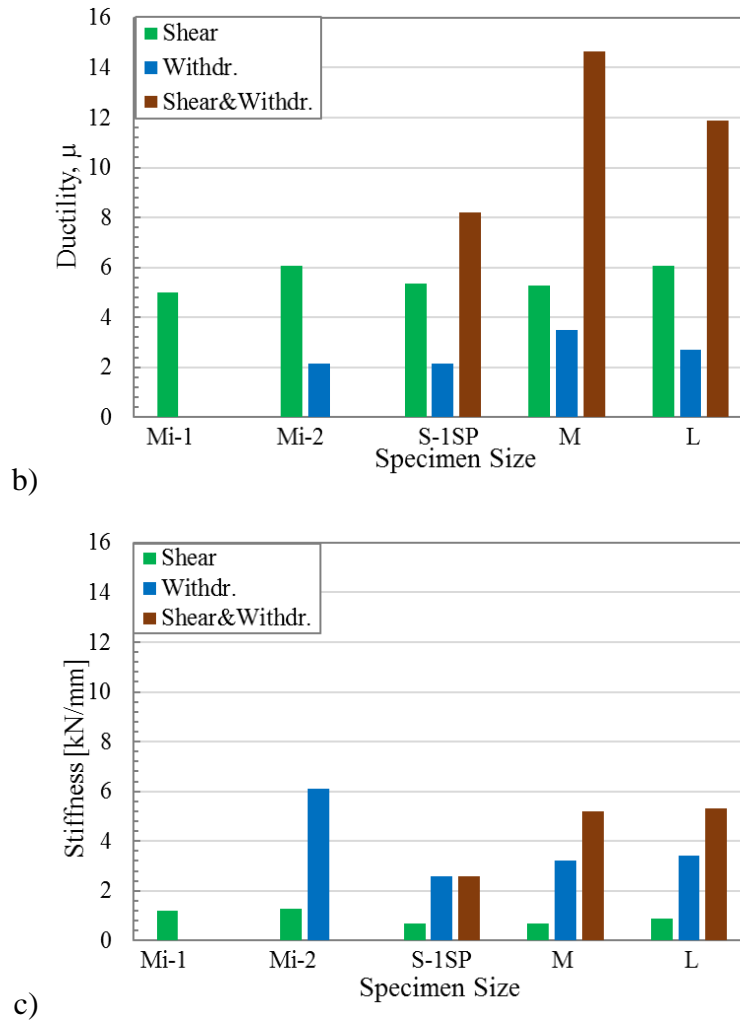 16
14
12
10
8
6
4
2
0
Ductility, µ
Shear
Withdr.
Shear&Withdr.
Mi-1 Mi-2 S-1SP M L
Specimen Size
b)
16
14
12
10
8
6
4
2
0
Stiffness [kN/mm]
Shear
Withdr.
Shear&Withdr.
Mi-1 Mi-2 S-1SP M L
Specimen Size
c)